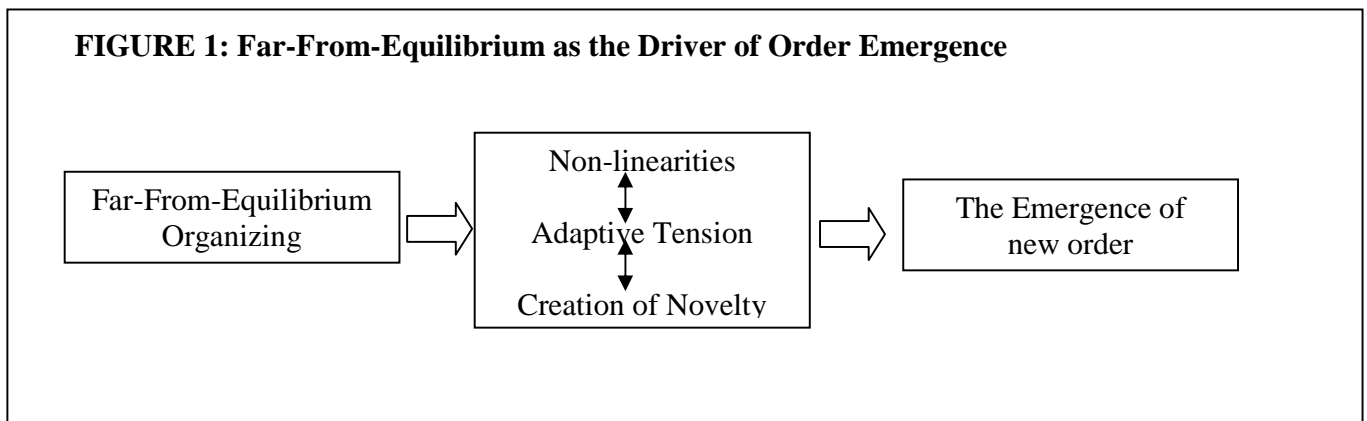 FIGURE 1: Far-From-Equilibrium as the Driver of Order Emergence
Far-From-Equilibrium
Organizing
Non-linearities
Adaptive Tension
Creation of Novelty
The Emergence of
new order